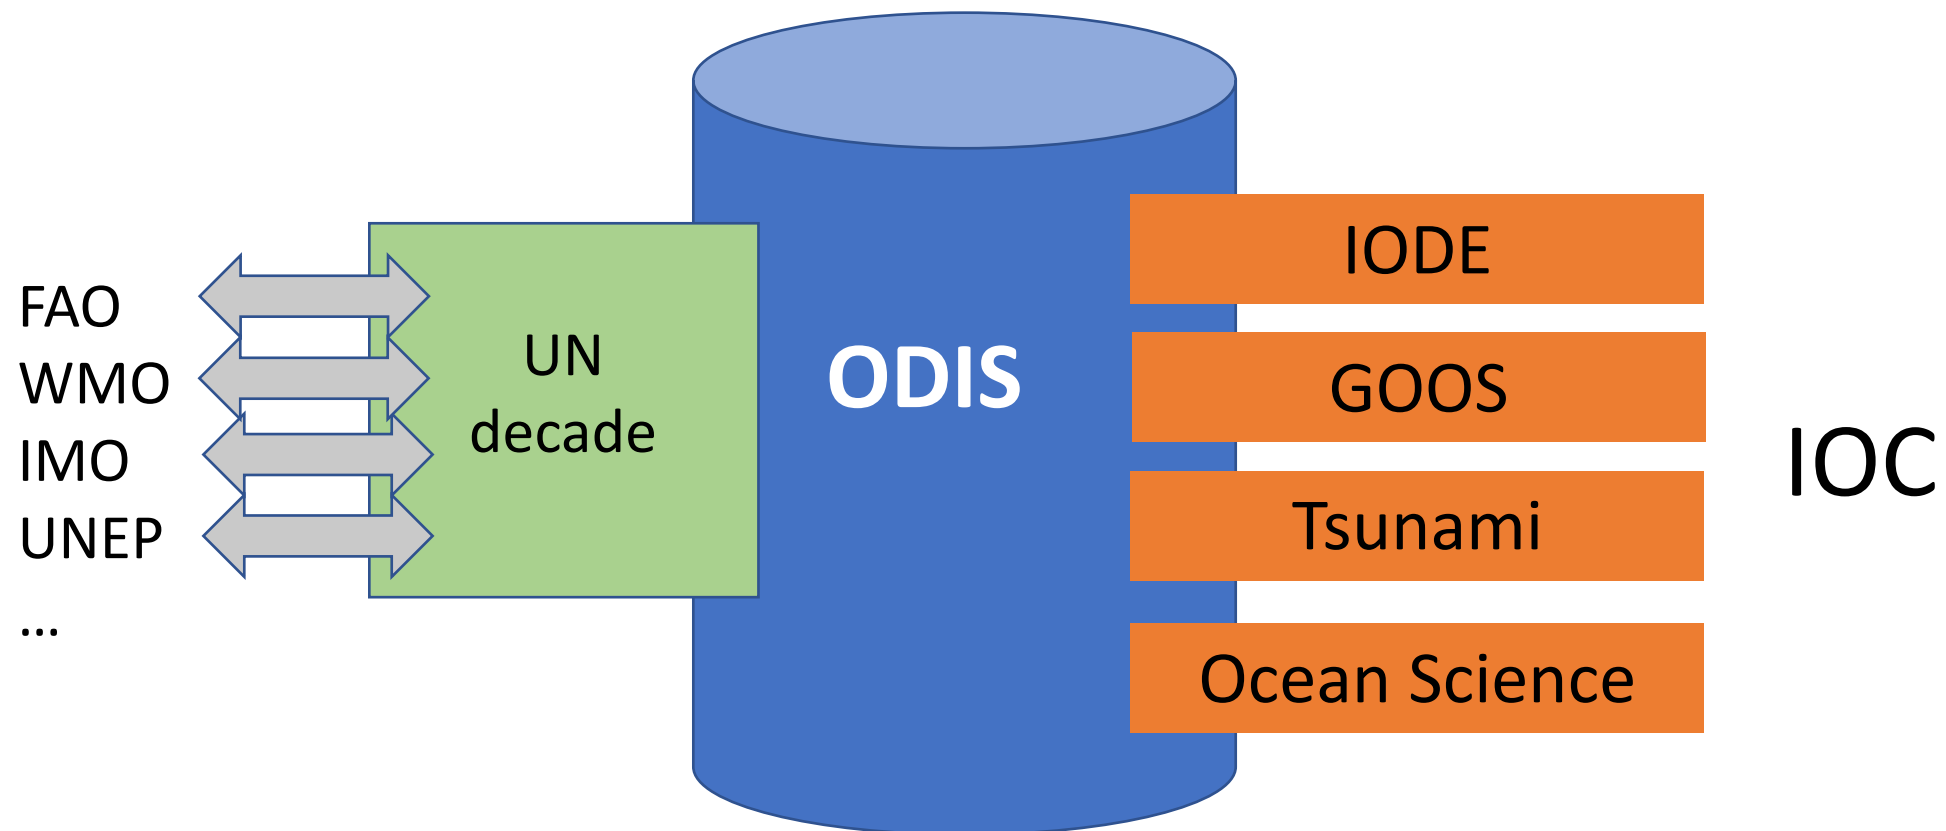 FAO
WMO
IMO
UNEP
...
UN
decade
ODIS
IODE
GOOS
Tsunami
Ocean Science
IOC